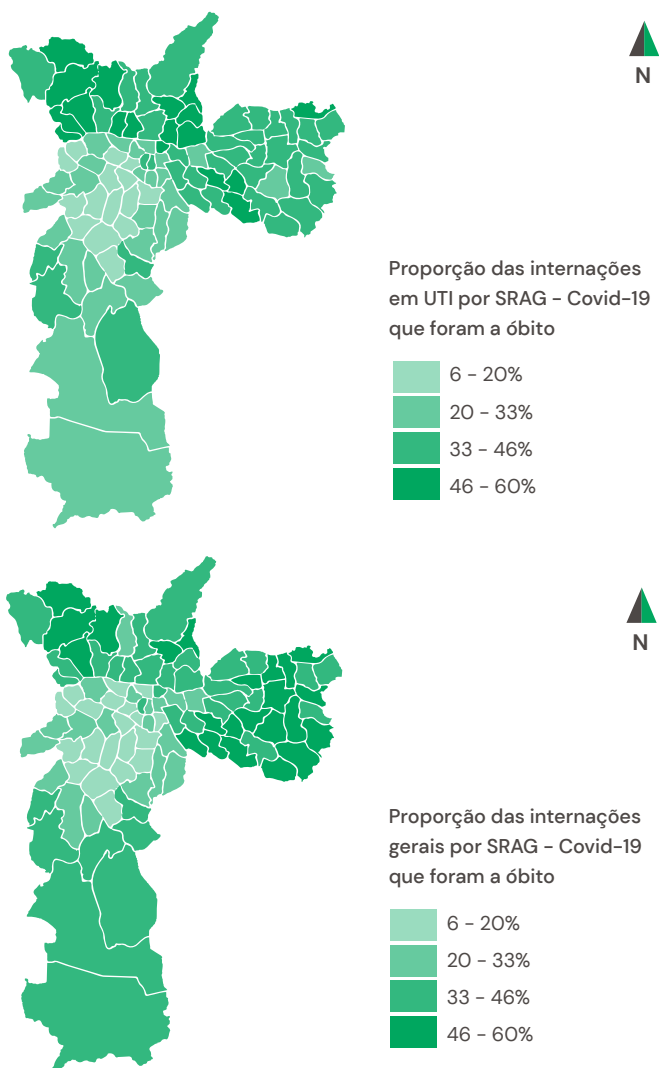 N
Proporção das internações
em UTI por SRAG - Covid-19
que foram a óbito
6 - 20%
20 - 33%
33 - 46%
46 - 60%
N
Proporção das internações
gerais por SRAG - Covid-19
que foram a óbito
6 - 20%
20 - 33%
33 - 46%
46 - 60%